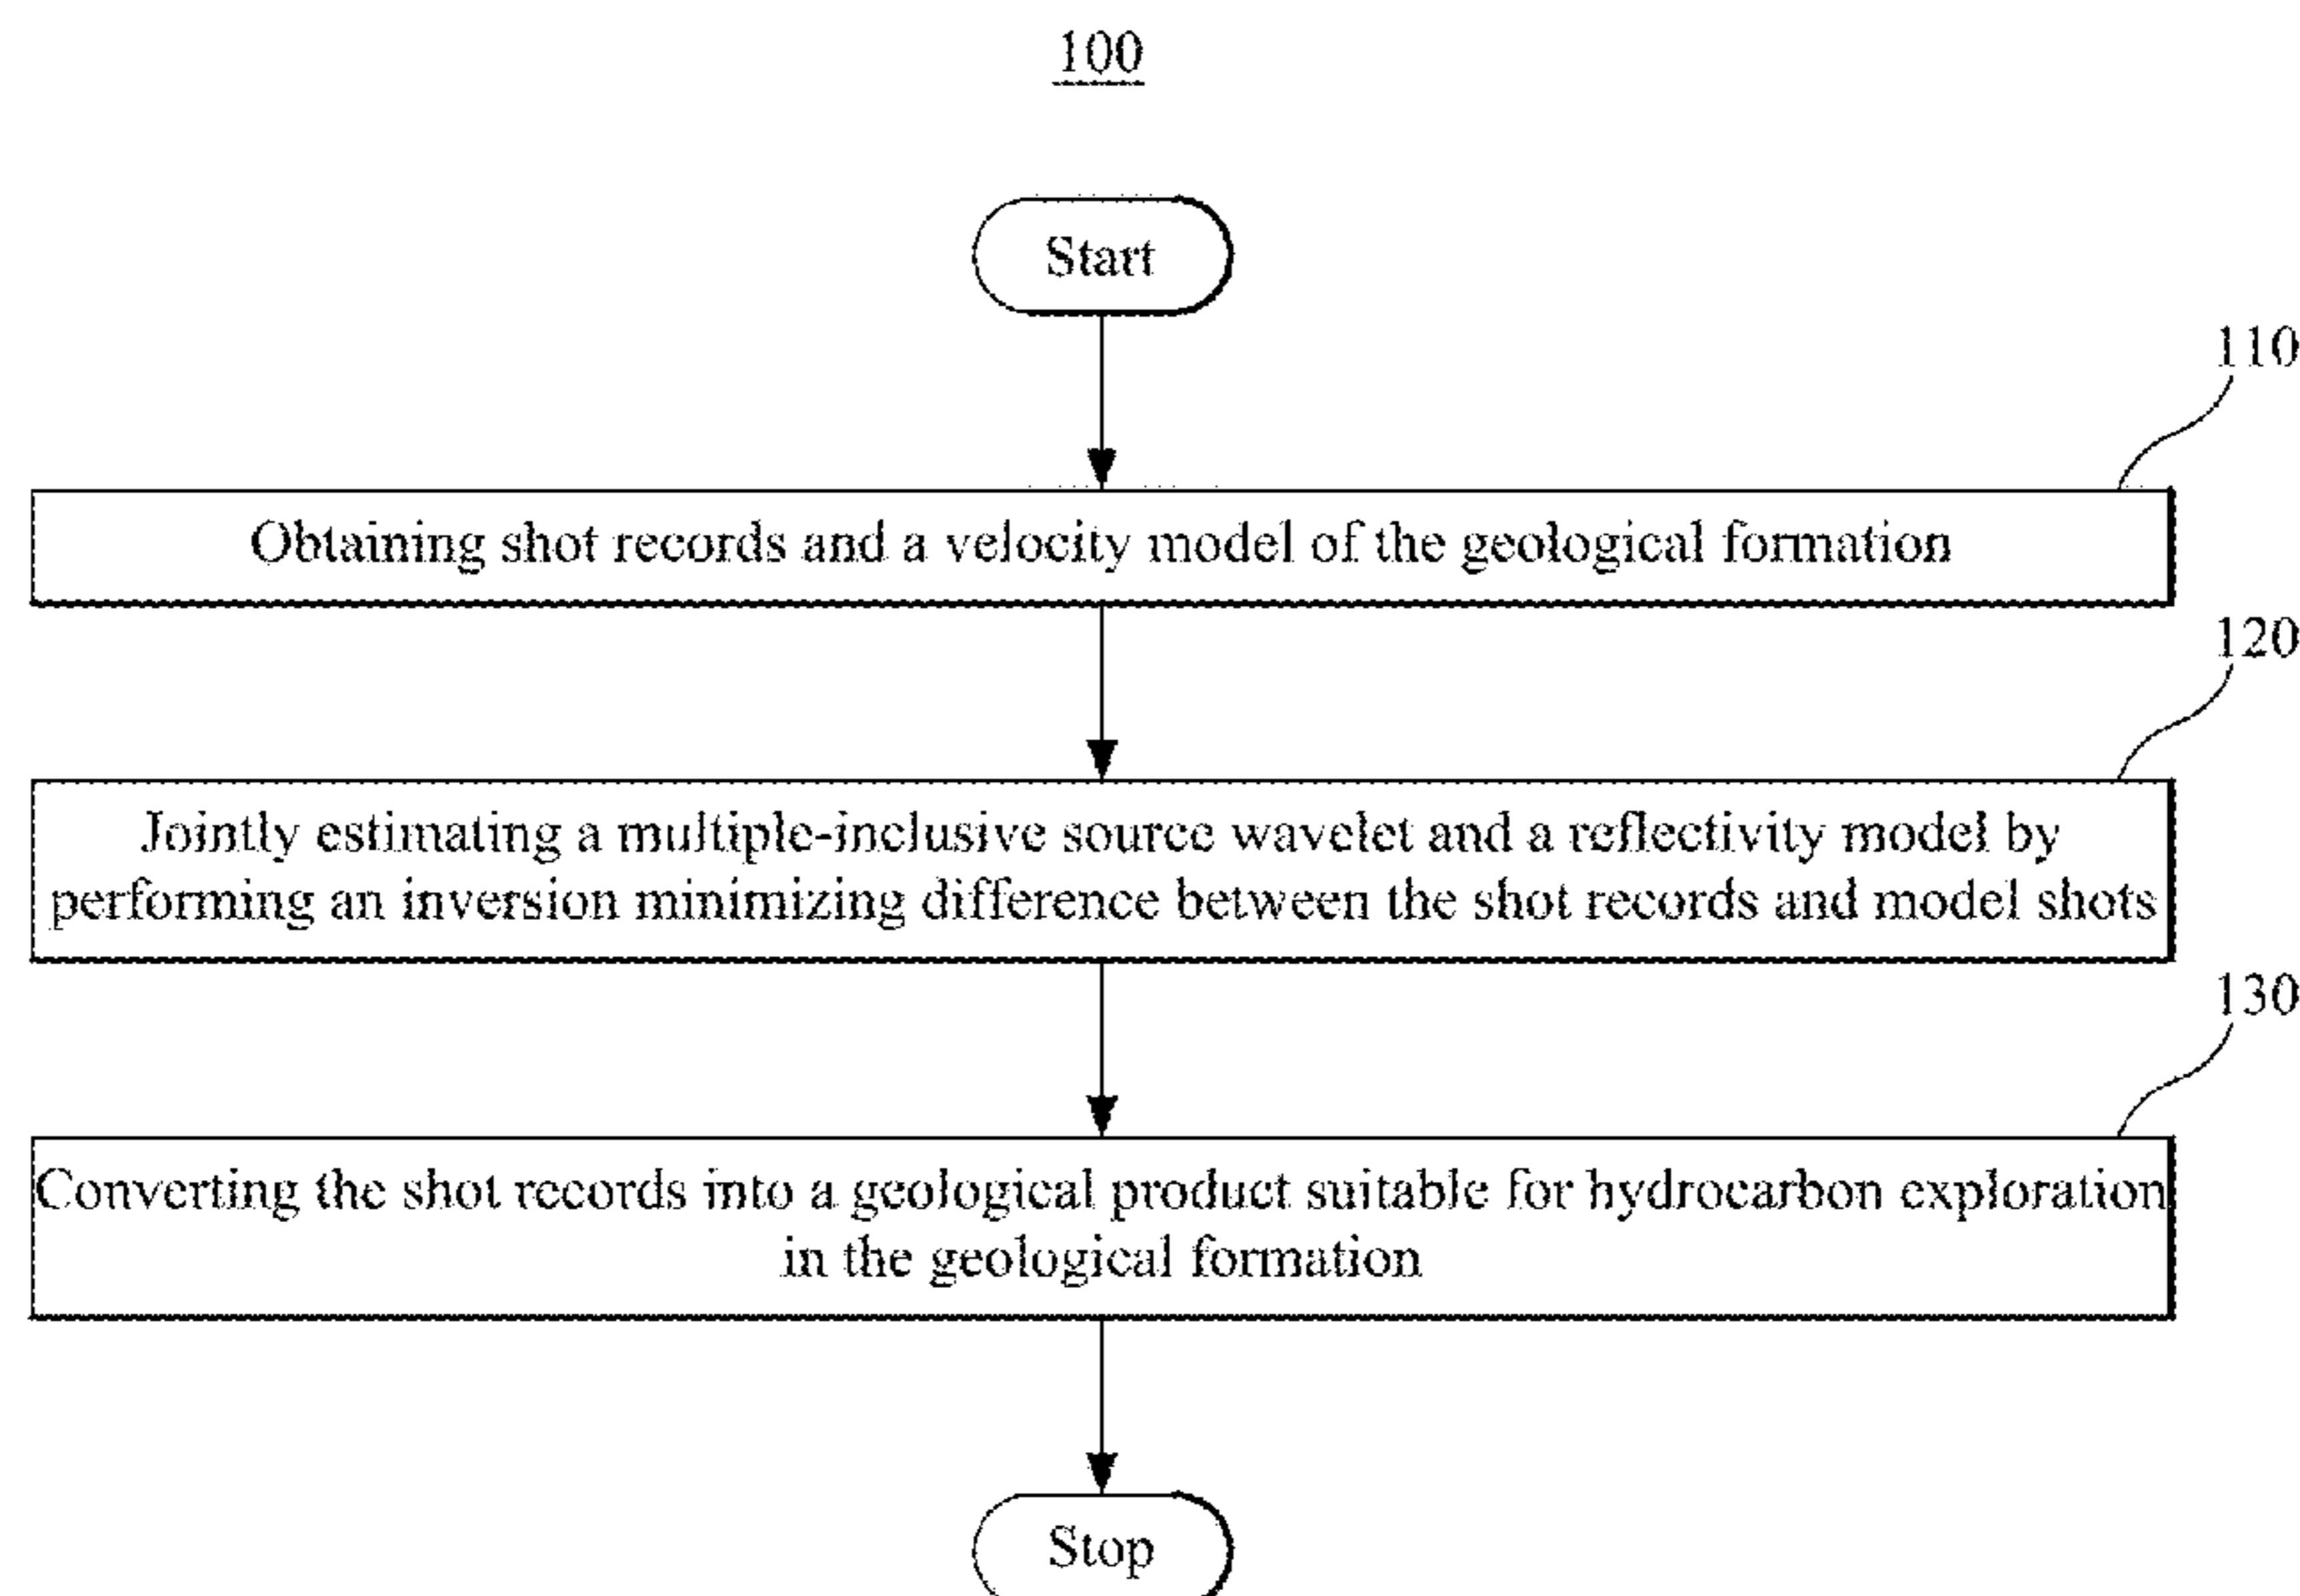 100
Start
110
Obtaining shot records and a velocity model of the geological formation
120
Jointly estimating a multiple-inclusive source wavelet and a reflectivity model by
performing an inversion minimizing difference between the shot records and model shots
130
Converting the shot records into a geological product suitable for hydrocarbon exploration
in the geological formation
Stop